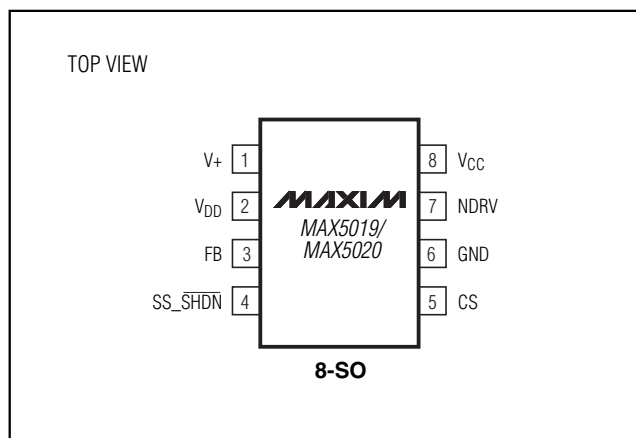 TOP VIEW
V+ 1
8 VCC
VDD 2
MAXIM
7 NDRV
MAX5019/
MAX5020
FB 3
6 GND
SS_SHDN 4
5 CS
8-SO